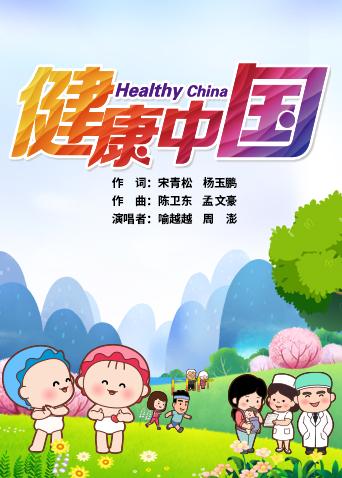 Healthy China
健康中国
作 词：宋青松 杨玉鹏
作 曲：陈卫东 孟文豪
演唱者：喻越越 周 澎